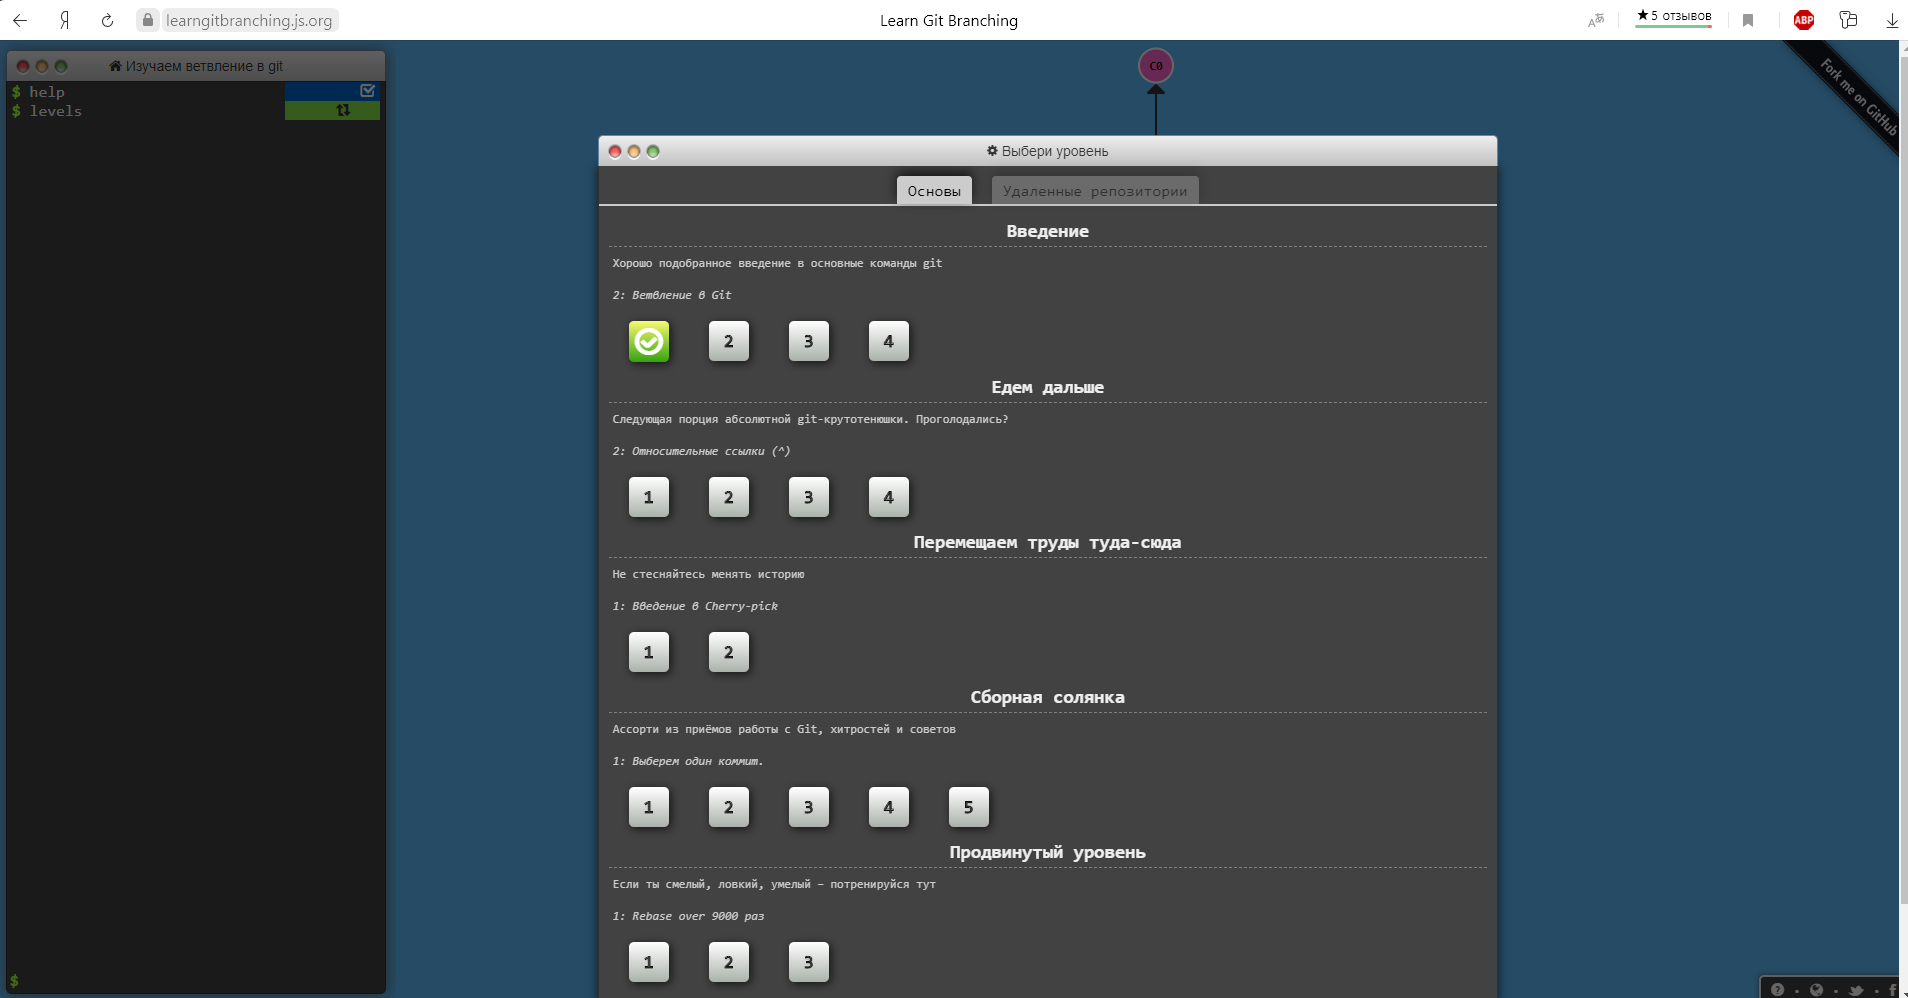 Я learngitbranching.js.org Learn Git Branching ★5 отзывов ABP
Изучаем ветвление в git
$ help
$ levels
$
C0
Fork me on GitHub
Выбери уровень
Основы Удаленные репозитории
Введение
Хорошо подобранное введение в основные команды git
2: Ветвление в Git
2 3 4
Едем дальше
Следующая порция абсолютной git-крутотенюшки. Проголодались?
2: Относительные ссылки (^)
1 2 3 4
Перемещаем труды туда-сюда
Не стесняйтесь менять историю
1: Введение в Cherry-pick
1 2
Сборная солянка
Ассорти из приёмов работы с Git, хитростей и советов
1: Выберем один коммит.
1 2 3 4 5
Продвинутый уровень
Если ты смелый, ловкий, умелый – потренируйся тут
1: Rebase over 9000 раз
1 2 3